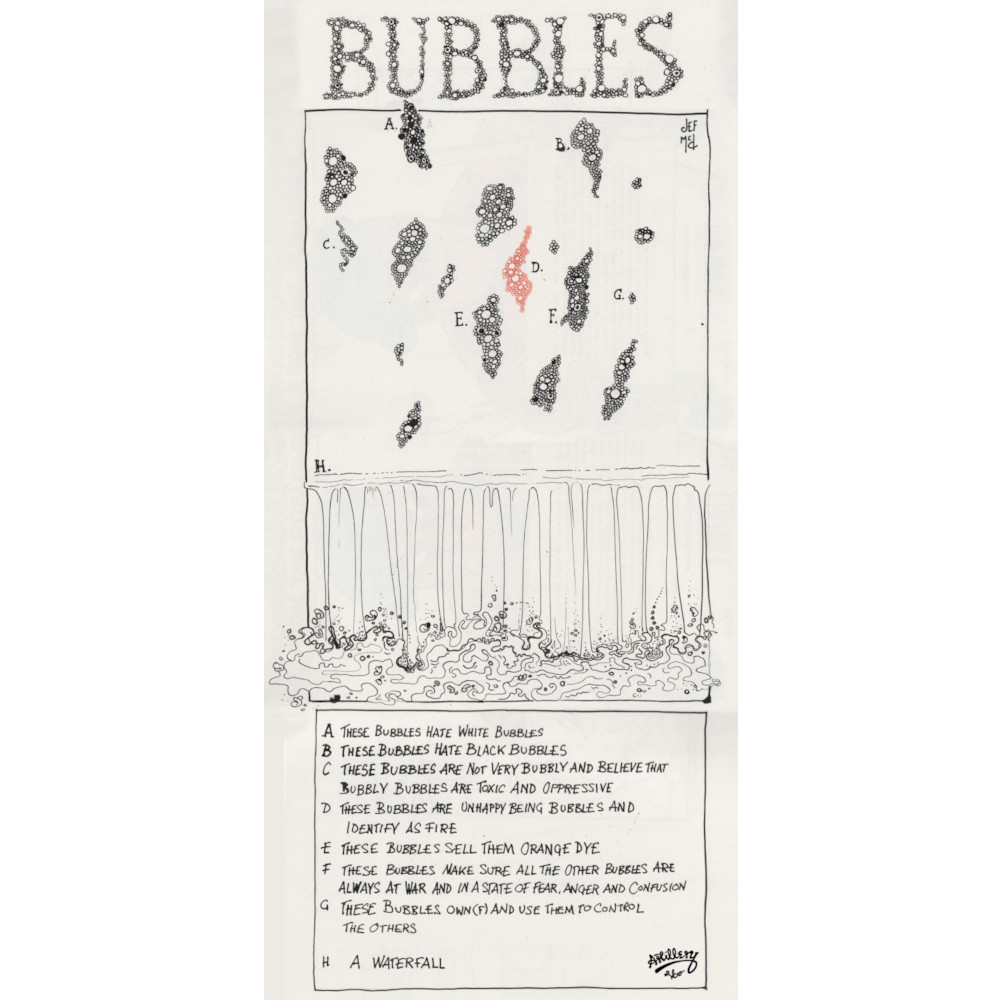 BUBBLES
A.
B.
JEF
McL
C.
D.
E.
F.
G.
H.
A THESE BUBBLES HATE WHITE BUBBLES
B THESE BUBBLES HATE BLACK BUBBLES
C THESE BUBBLES ARE NOT VERY BUBBLY AND BELIEVE THAT
BUBBLY BUBBLES ARE TOXIC AND OPPRESSIVE
D THESE BUBBLES ARE UNHAPPY BEING BUBBLES AND
IDENTIFY AS FIRE
E THESE BUBBLES SELL THEM ORANGE DYE
F THESE BUBBLES MAKE SURE ALL THE OTHER BUBBLES ARE
ALWAYS AT WAR AND IN A STATE OF FEAR, ANGER AND CONFUSION
G THESE BUBBLES OWN (F) AND USE THEM TO CONTROL
THE OTHERS
H A WATERFALL